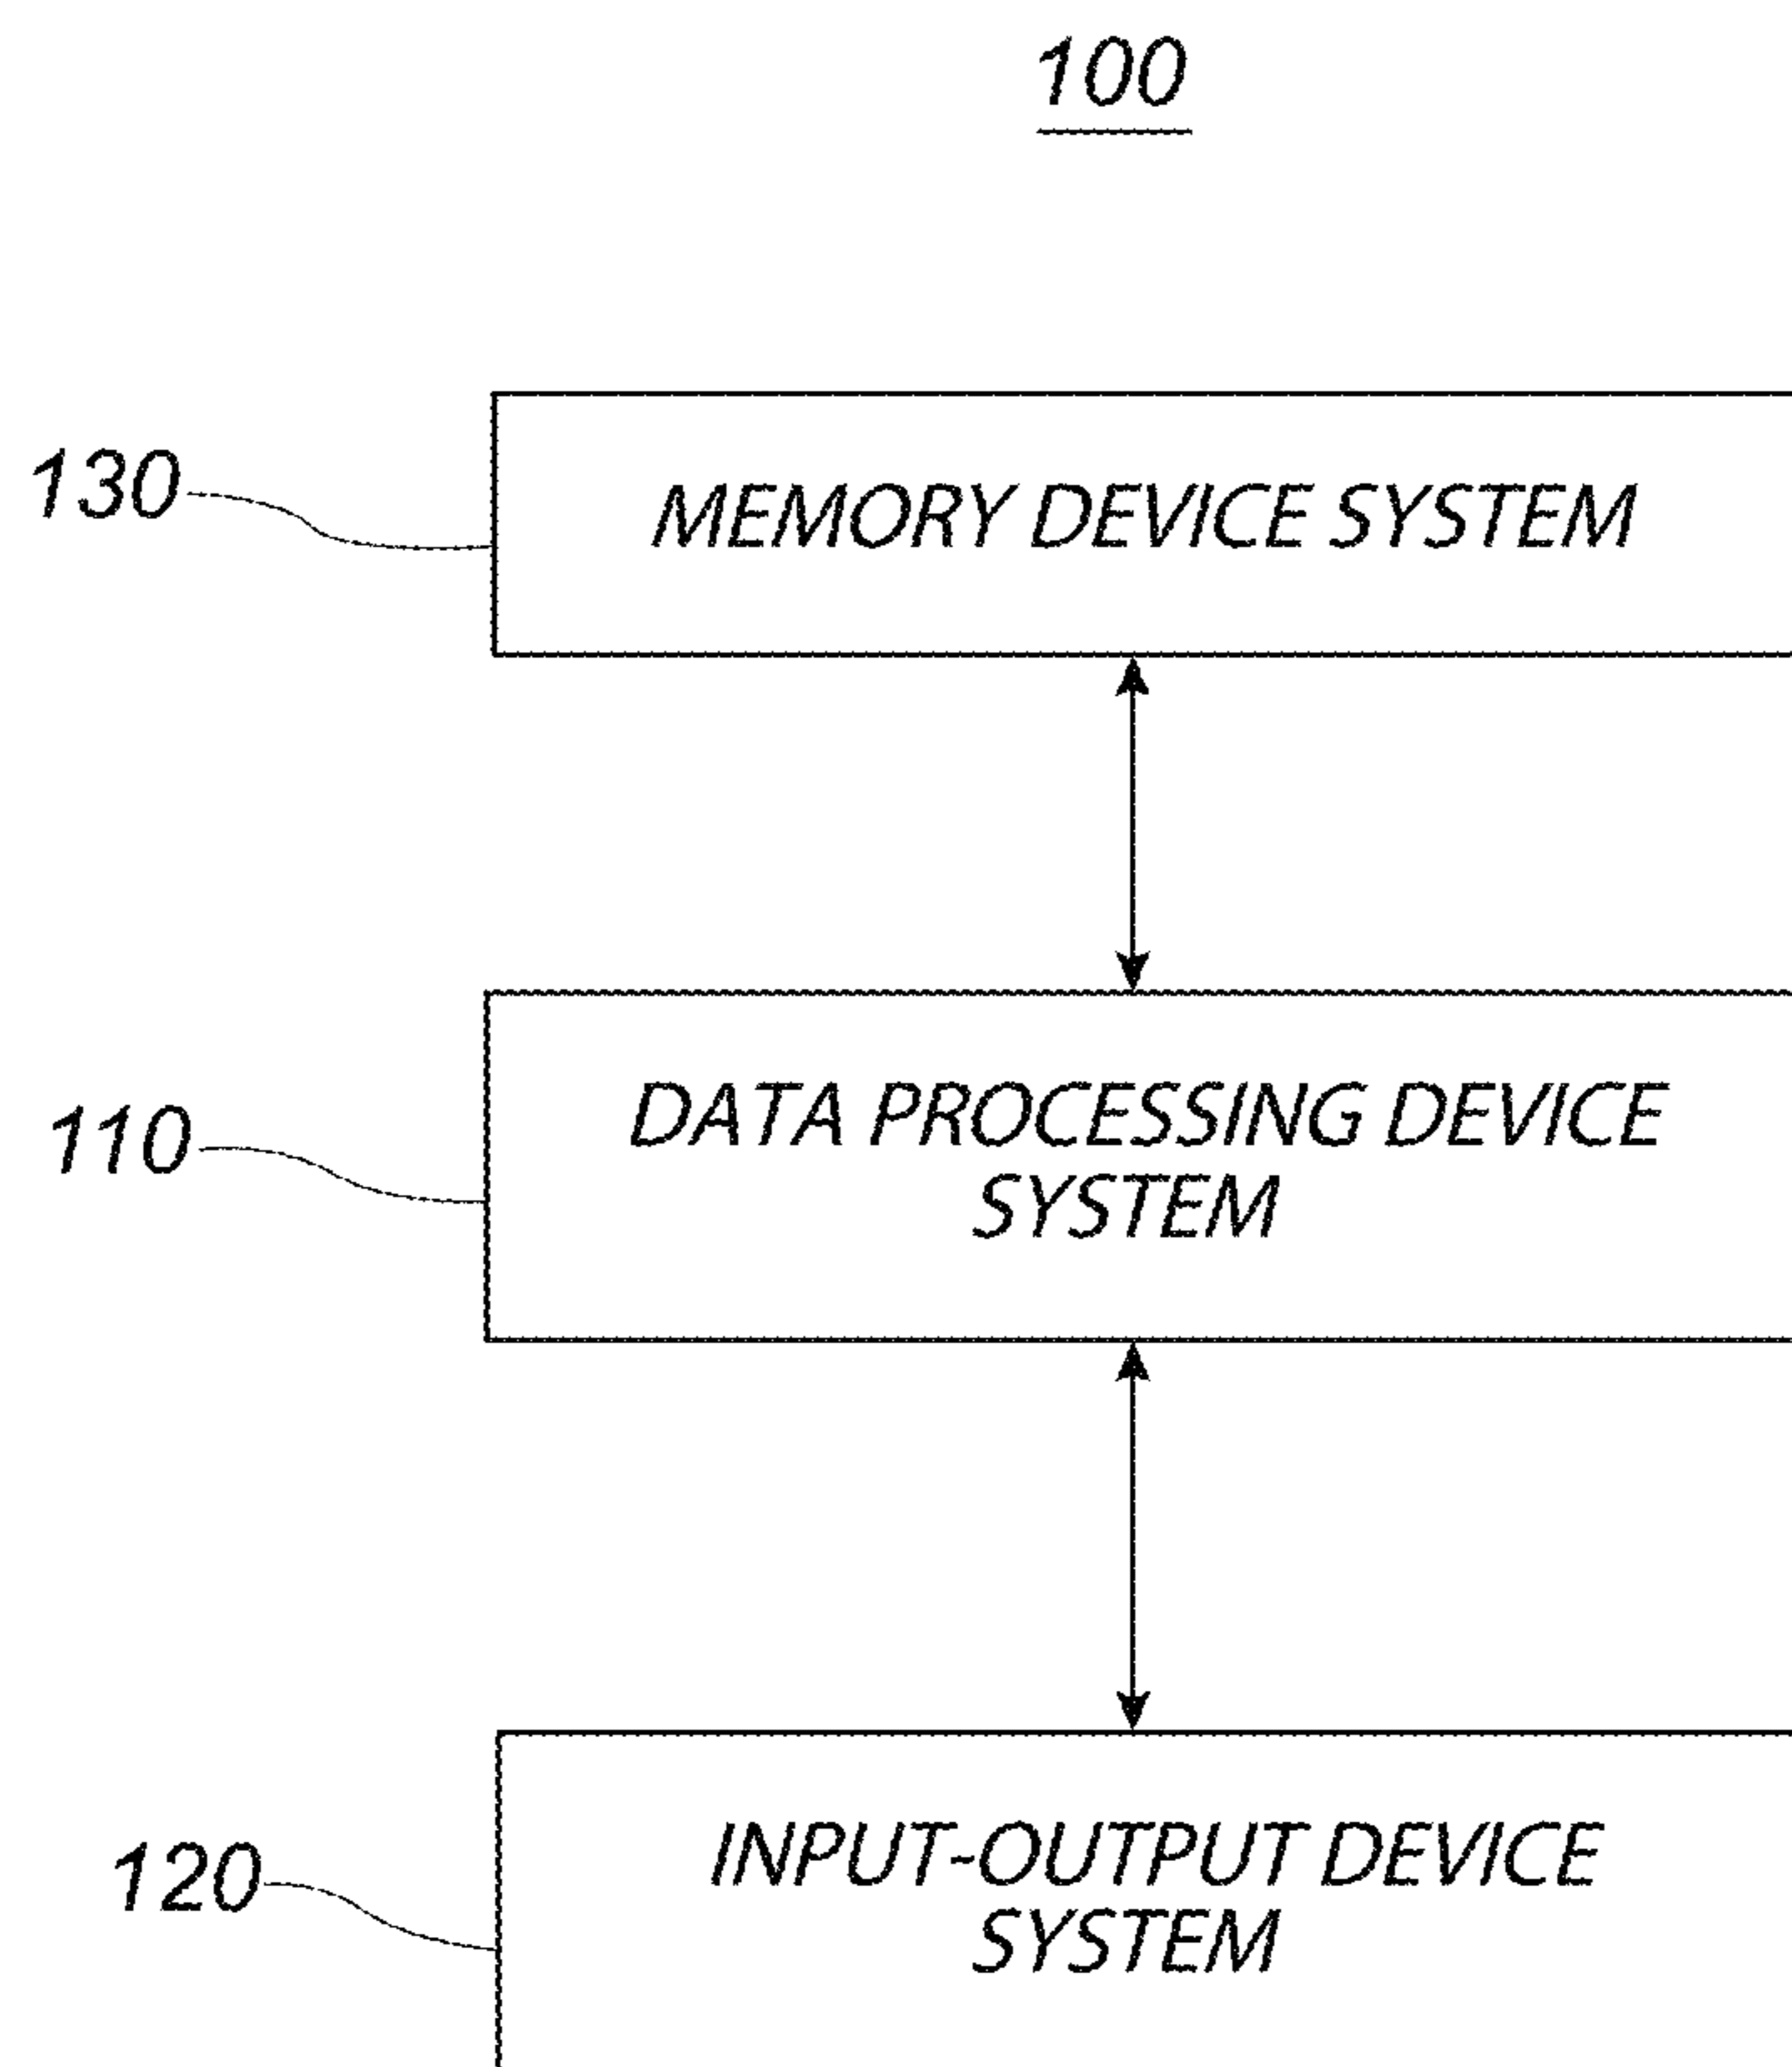 100
130
MEMORY DEVICE SYSTEM
110
DATA PROCESSING DEVICE
SYSTEM
120
INPUT-OUTPUT DEVICE
SYSTEM